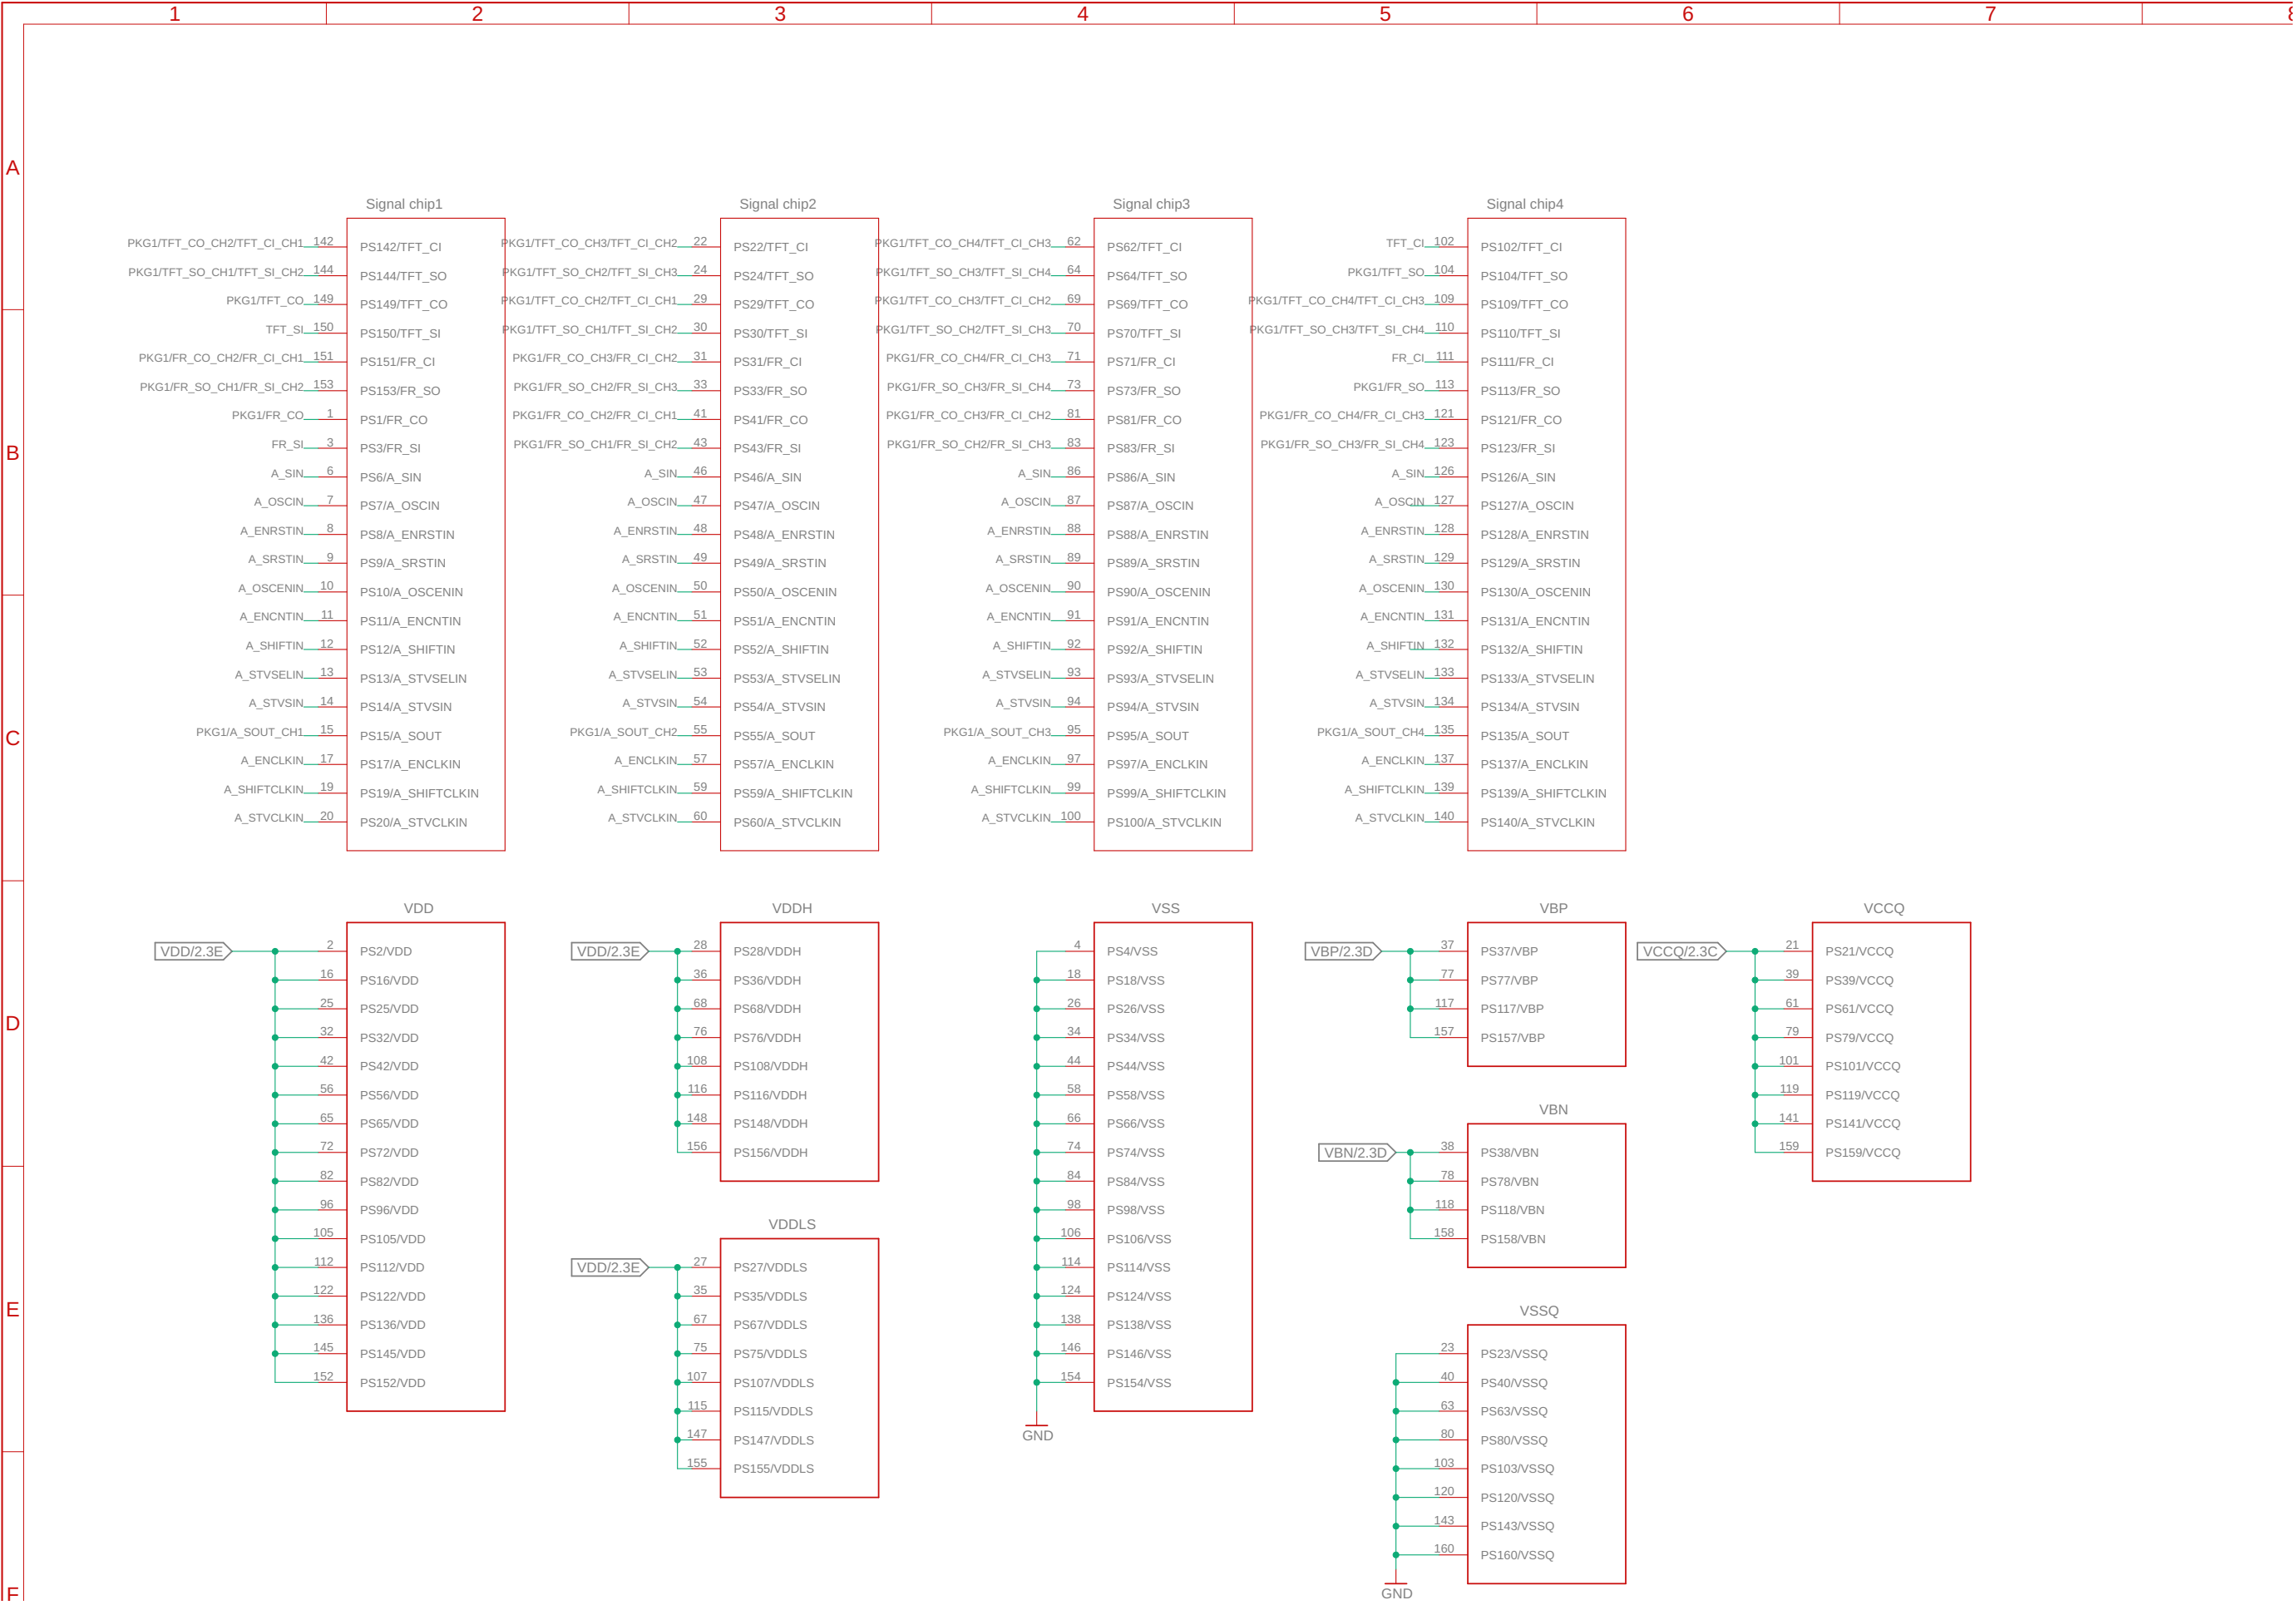 1 2 3 4 5 6 7 8
A
Signal chip1 Signal chip2 Signal chip3 Signal chip4
PKG1/TFT_CO_CH2/TFT_CI_CH1 142 PS142/TFT_CI PKG1/TFT_CO_CH3/TFT_CI_CH2 22 PS22/TFT_CI PKG1/TFT_CO_CH4/TFT_CI_CH3 62 PS62/TFT_CI TFT_CI 102 PS102/TFT_CI
PKG1/TFT_SO_CH1/TFT_SI_CH2 144 PS144/TFT_SO PKG1/TFT_SO_CH2/TFT_SI_CH3 24 PS24/TFT_SO PKG1/TFT_SO_CH3/TFT_SI_CH4 64 PS64/TFT_SO PKG1/TFT_SO 104 PS104/TFT_SO
PKG1/TFT_CO 149 PS149/TFT_CO PKG1/TFT_CO_CH2/TFT_CI_CH1 29 PS29/TFT_CO PKG1/TFT_CO_CH3/TFT_CI_CH2 69 PS69/TFT_CO PKG1/TFT_CO_CH4/TFT_CI_CH3 109 PS109/TFT_CO
TFT_SI 150 PS150/TFT_SI PKG1/TFT_SO_CH1/TFT_SI_CH2 30 PS30/TFT_SI PKG1/TFT_SO_CH2/TFT_SI_CH3 70 PS70/TFT_SI PKG1/TFT_SO_CH3/TFT_SI_CH4 110 PS110/TFT_SI
PKG1/FR_CO_CH2/FR_CI_CH1 151 PS151/FR_CI PKG1/FR_CO_CH3/FR_CI_CH2 31 PS31/FR_CI PKG1/FR_CO_CH4/FR_CI_CH3 71 PS71/FR_CI FR_CI 111 PS111/FR_CI
PKG1/FR_SO_CH1/FR_SI_CH2 153 PS153/FR_SO PKG1/FR_SO_CH2/FR_SI_CH3 33 PS33/FR_SO PKG1/FR_SO_CH3/FR_SI_CH4 73 PS73/FR_SO PKG1/FR_SO 113 PS113/FR_SO
PKG1/FR_CO 1 PS1/FR_CO PKG1/FR_CO_CH2/FR_CI_CH1 41 PS41/FR_CO PKG1/FR_CO_CH3/FR_CI_CH2 81 PS81/FR_CO PKG1/FR_CO_CH4/FR_CI_CH3 121 PS121/FR_CO
B
FR_SI 3 PS3/FR_SI PKG1/FR_SO_CH1/FR_SI_CH2 43 PS43/FR_SI PKG1/FR_SO_CH2/FR_SI_CH3 83 PS83/FR_SI PKG1/FR_SO_CH3/FR_SI_CH4 123 PS123/FR_SI
A_SIN 6 PS6/A_SIN A_SIN 46 PS46/A_SIN A_SIN 86 PS86/A_SIN A_SIN 126 PS126/A_SIN
A_OSCIN 7 PS7/A_OSCIN A_OSCIN 47 PS47/A_OSCIN A_OSCIN 87 PS87/A_OSCIN A_OSCIN 127 PS127/A_OSCIN
A_ENRSTIN 8 PS8/A_ENRSTIN A_ENRSTIN 48 PS48/A_ENRSTIN A_ENRSTIN 88 PS88/A_ENRSTIN A_ENRSTIN 128 PS128/A_ENRSTIN
A_SRSTIN 9 PS9/A_SRSTIN A_SRSTIN 49 PS49/A_SRSTIN A_SRSTIN 89 PS89/A_SRSTIN A_SRSTIN 129 PS129/A_SRSTIN
A_OSCENIN 10 PS10/A_OSCENIN A_OSCENIN 50 PS50/A_OSCENIN A_OSCENIN 90 PS90/A_OSCENIN A_OSCENIN 130 PS130/A_OSCENIN
A_ENCNTIN 11 PS11/A_ENCNTIN A_ENCNTIN 51 PS51/A_ENCNTIN A_ENCNTIN 91 PS91/A_ENCNTIN A_ENCNTIN 131 PS131/A_ENCNTIN
A_SHIFTIN 12 PS12/A_SHIFTIN A_SHIFTIN 52 PS52/A_SHIFTIN A_SHIFTIN 92 PS92/A_SHIFTIN A_SHIFTIN 132 PS132/A_SHIFTIN
A_STVSELIN 13 PS13/A_STVSELIN A_STVSELIN 53 PS53/A_STVSELIN A_STVSELIN 93 PS93/A_STVSELIN A_STVSELIN 133 PS133/A_STVSELIN
A_STVSIN 14 PS14/A_STVSIN A_STVSIN 54 PS54/A_STVSIN A_STVSIN 94 PS94/A_STVSIN A_STVSIN 134 PS134/A_STVSIN
C
PKG1/A_SOUT_CH1 15 PS15/A_SOUT PKG1/A_SOUT_CH2 55 PS55/A_SOUT PKG1/A_SOUT_CH3 95 PS95/A_SOUT PKG1/A_SOUT_CH4 135 PS135/A_SOUT
A_ENCLKIN 17 PS17/A_ENCLKIN A_ENCLKIN 57 PS57/A_ENCLKIN A_ENCLKIN 97 PS97/A_ENCLKIN A_ENCLKIN 137 PS137/A_ENCLKIN
A_SHIFTCLKIN 19 PS19/A_SHIFTCLKIN A_SHIFTCLKIN 59 PS59/A_SHIFTCLKIN A_SHIFTCLKIN 99 PS99/A_SHIFTCLKIN A_SHIFTCLKIN 139 PS139/A_SHIFTCLKIN
A_STVCLKIN 20 PS20/A_STVCLKIN A_STVCLKIN 60 PS60/A_STVCLKIN A_STVCLKIN 100 PS100/A_STVCLKIN A_STVCLKIN 140 PS140/A_STVCLKIN
VDD VDDH VSS VBP VCCQ
VDD/2.3E 2 PS2/VDD VDD/2.3E 28 PS28/VDDH 4 PS4/VSS VBP/2.3D 37 PS37/VBP VCCQ/2.3C 21 PS21/VCCQ
16 PS16/VDD 36 PS36/VDDH 18 PS18/VSS 77 PS77/VBP 39 PS39/VCCQ
25 PS25/VDD 68 PS68/VDDH 26 PS26/VSS 117 PS117/VBP 61 PS61/VCCQ
D
32 PS32/VDD 76 PS76/VDDH 34 PS34/VSS 157 PS157/VBP 79 PS79/VCCQ
42 PS42/VDD 108 PS108/VDDH 44 PS44/VSS 101 PS101/VCCQ
56 PS56/VDD 116 PS116/VDDH 58 PS58/VSS 119 PS119/VCCQ
VBN
65 PS65/VDD 148 PS148/VDDH 66 PS66/VSS 141 PS141/VCCQ
72 PS72/VDD 156 PS156/VDDH 74 PS74/VSS VBN/2.3D 38 PS38/VBN 159 PS159/VCCQ
82 PS82/VDD 84 PS84/VSS 78 PS78/VBN
96 PS96/VDD 98 PS98/VSS 118 PS118/VBN
VDDLS
105 PS105/VDD 106 PS106/VSS 158 PS158/VBN
112 PS112/VDD VDD/2.3E 27 PS27/VDDLS 114 PS114/VSS
122 PS122/VDD 35 PS35/VDDLS 124 PS124/VSS
E
VSSQ
136 PS136/VDD 67 PS67/VDDLS 138 PS138/VSS
145 PS145/VDD 75 PS75/VDDLS 146 PS146/VSS 23 PS23/VSSQ
152 PS152/VDD 107 PS107/VDDLS 154 PS154/VSS 40 PS40/VSSQ
115 PS115/VDDLS 63 PS63/VSSQ
GND
147 PS147/VDDLS 80 PS80/VSSQ
155 PS155/VDDLS 103 PS103/VSSQ
120 PS120/VSSQ
143 PS143/VSSQ
160 PS160/VSSQ
F
GND